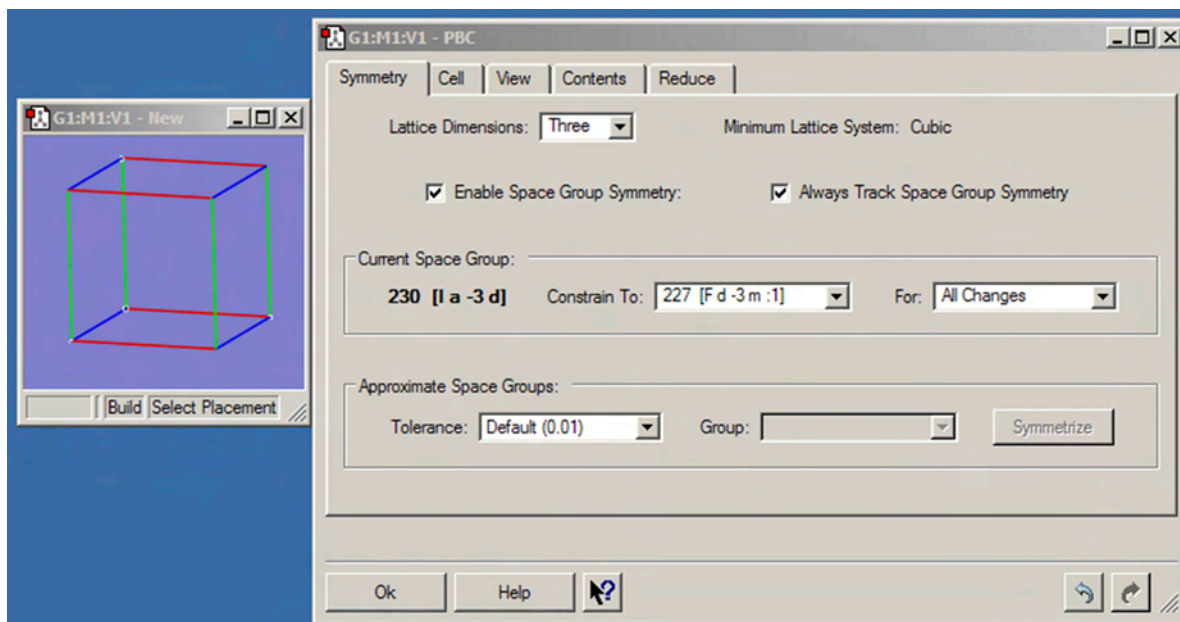 G1:M1:V1 - New
Build Select Placement
G1:M1:V1 - PBC
Symmetry Cell View Contents Reduce
Lattice Dimensions: Three Minimum Lattice System: Cubic
Enable Space Group Symmetry: Always Track Space Group Symmetry
Current Space Group:
230 [I a -3 d] Constrain To: 227 [F d -3 m :1] For: All Changes
Approximate Space Groups:
Tolerance: Default (0.01) Group: Symmetrize
Ok Help ?